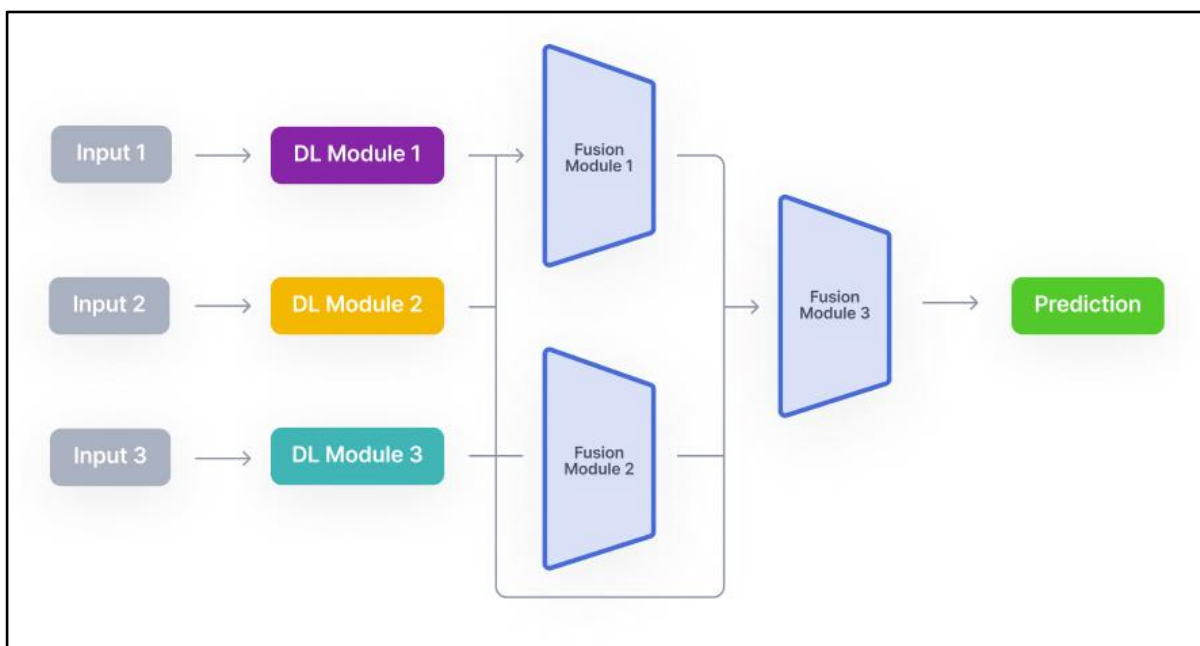 Input 1
DL Module 1
Fusion
Module 1
Input 2
DL Module 2
Fusion
Module 3
Prediction
Input 3
DL Module 3
Fusion
Module 2